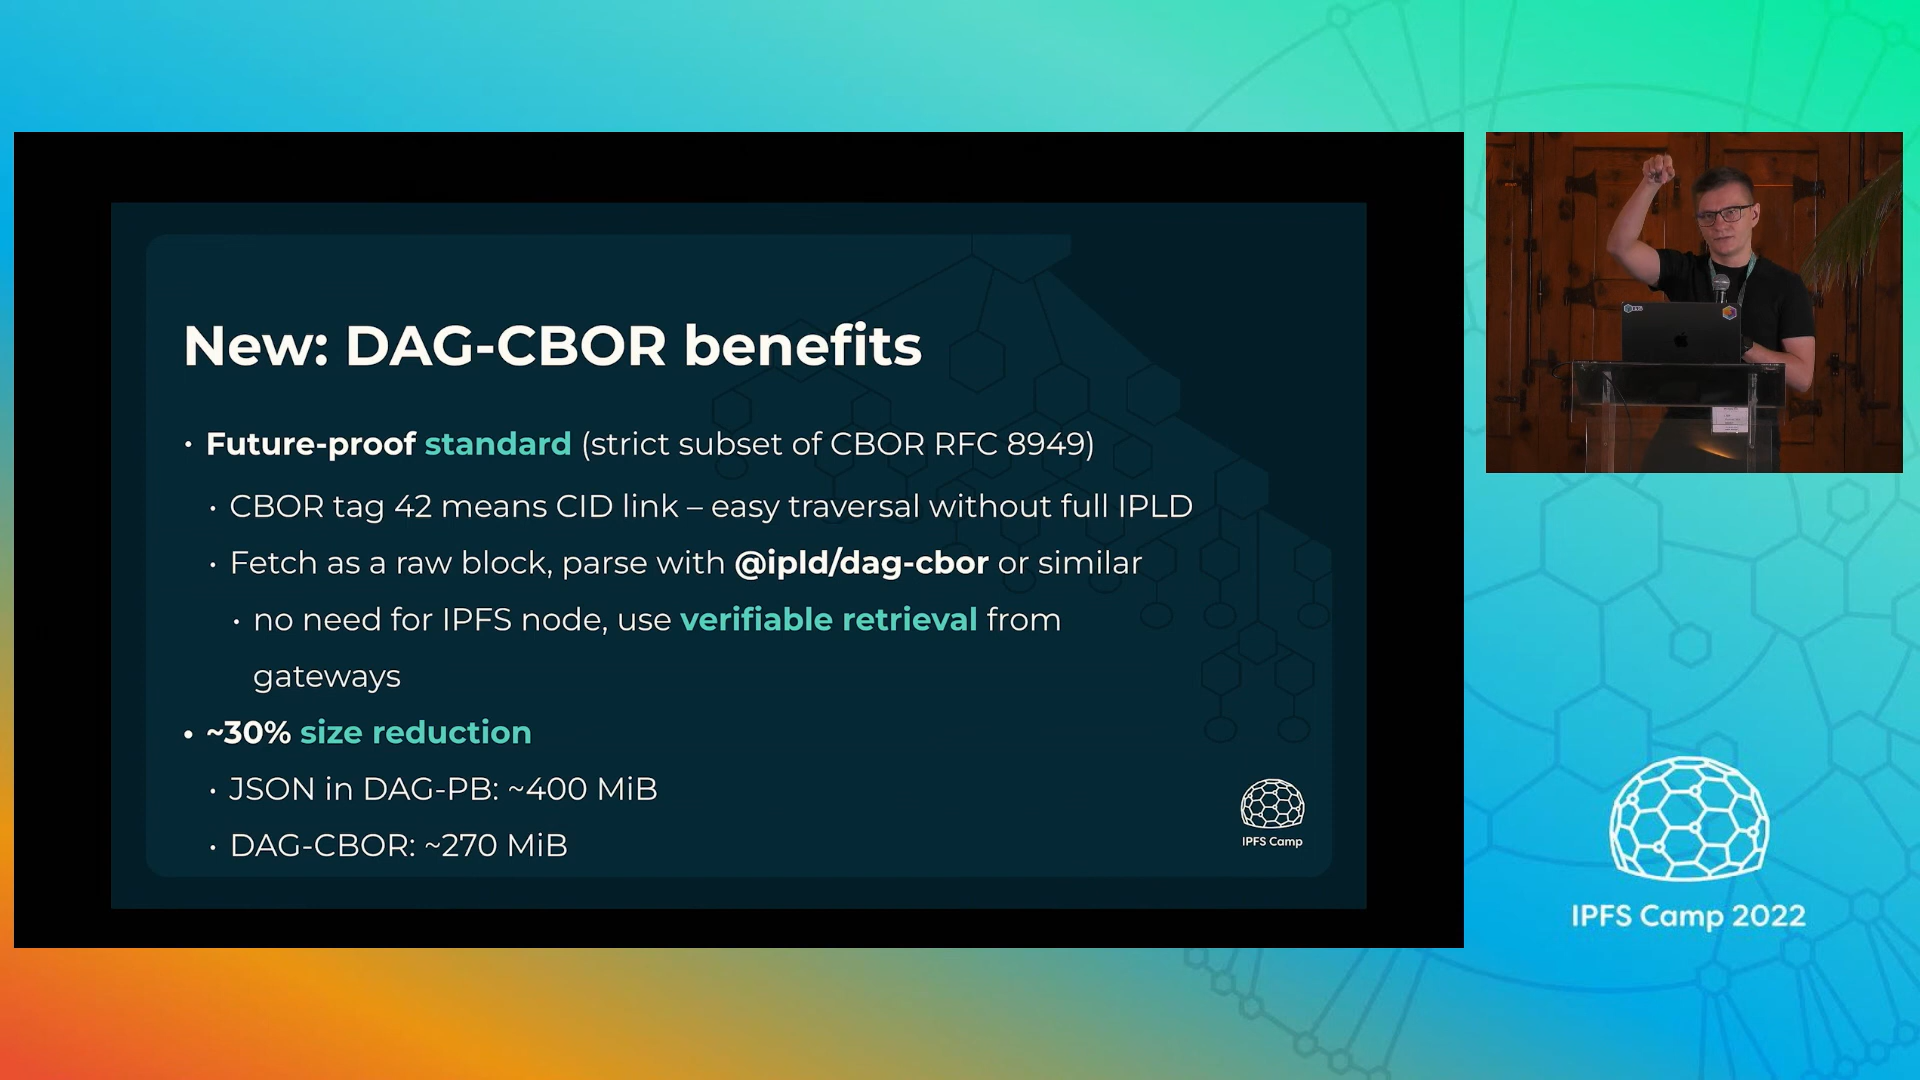 New: DAG-CBOR benefits
• Future-proof standard (strict subset of CBOR RFC 8949)
• CBOR tag 42 means CID link – easy traversal without full IPLD
• Fetch as a raw block, parse with @ipld/dag-cbor or similar
• no need for IPFS node, use verifiable retrieval from
gateways
• ~30% size reduction
• JSON in DAG-PB: ~400 MiB
• DAG-CBOR: ~270 MiB
IPFS Camp
IPFS
IPFS Camp 2022